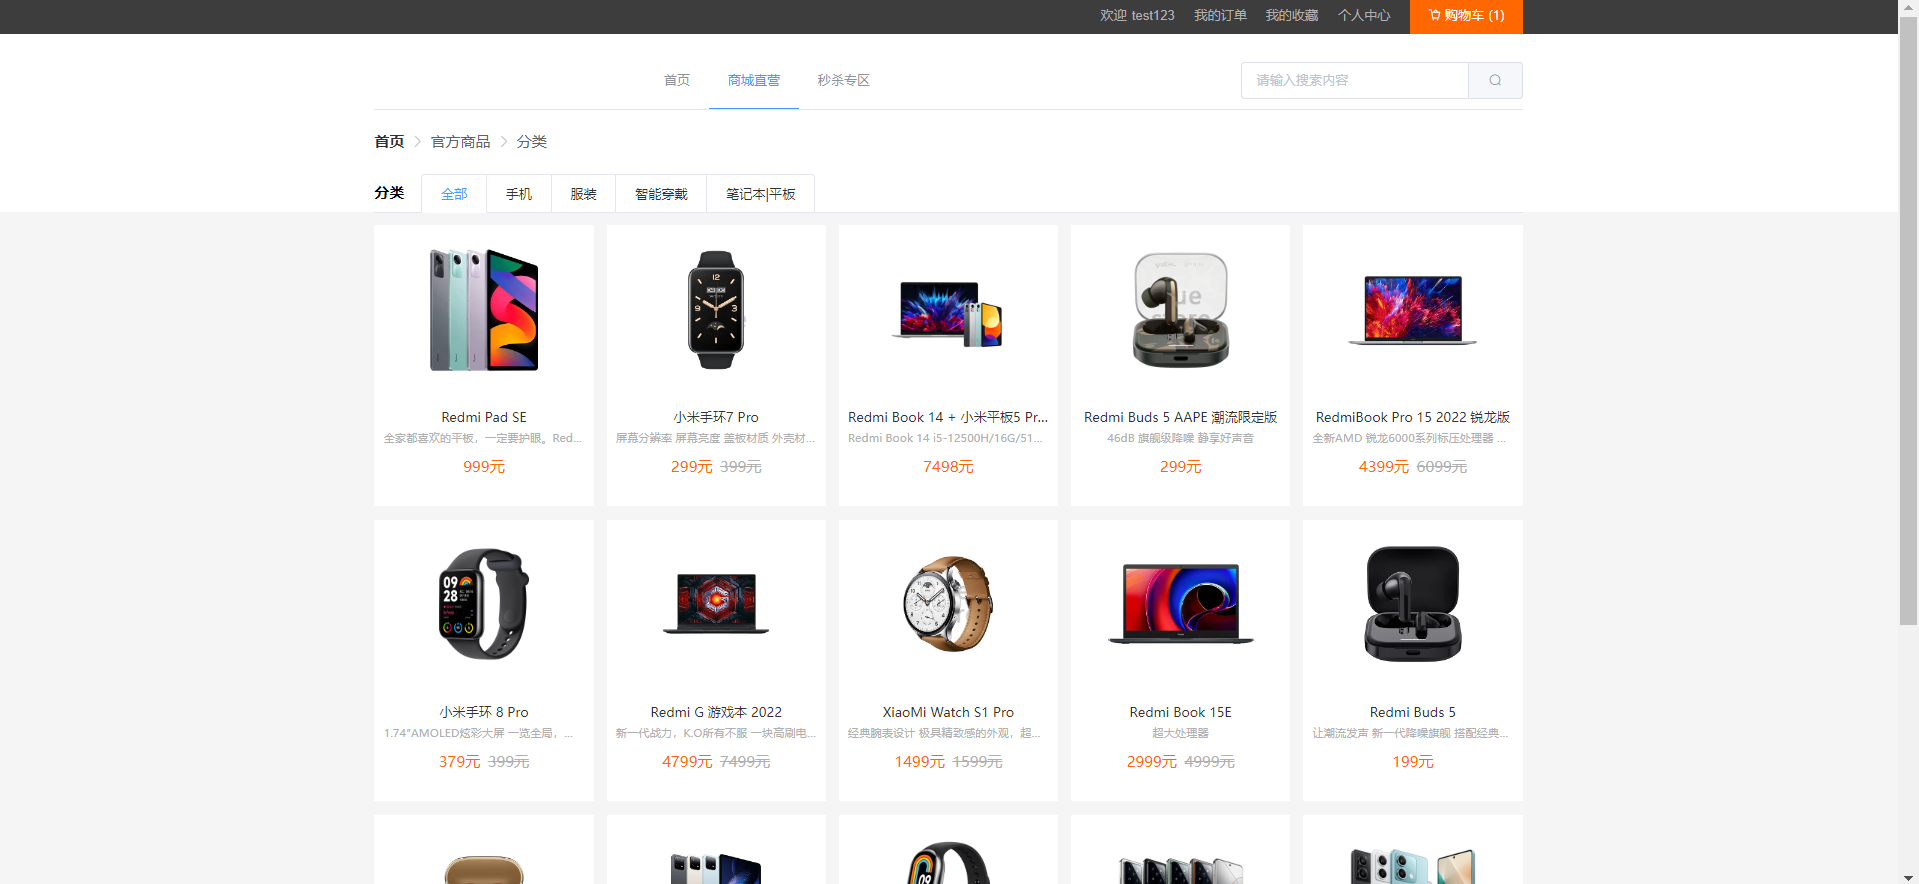 欢迎 test123 我的订单 我的收藏 个人中心 购物车 (1)
首页 商城直营 秒杀专区 请输入搜索内容
首页 官方商品 分类
分类 全部 手机 服装 智能穿戴 笔记本|平板
Redmi Pad SE
全家都喜欢的平板，一定要护眼。Red...
999元
小米手环7 Pro
屏幕分辨率 屏幕亮度 盖板材质 外壳材...
299元 399元
Redmi Book 14 + 小米平板5 Pr...
Redmi Book 14 i5-12500H/16G/51...
7498元
Redmi Buds 5 AAPE 潮流限定版
46dB 旗舰级降噪 静享好声音
299元
RedmiBook Pro 15 2022 锐龙版
全新AMD 锐龙6000系列标压处理器 ...
4399元 6099元
小米手环 8 Pro
1.74"AMOLED炫彩大屏 一览全局，...
379元 399元
Redmi G 游戏本 2022
新一代战力，K.O所有不服 一块高刷电...
4799元 7499元
XiaoMi Watch S1 Pro
经典腕表设计 极具精致感的外观，超...
1499元 1599元
Redmi Book 15E
超大处理器
2999元 4999元
Redmi Buds 5
让潮流发声 新一代降噪旗舰 搭配经典...
199元